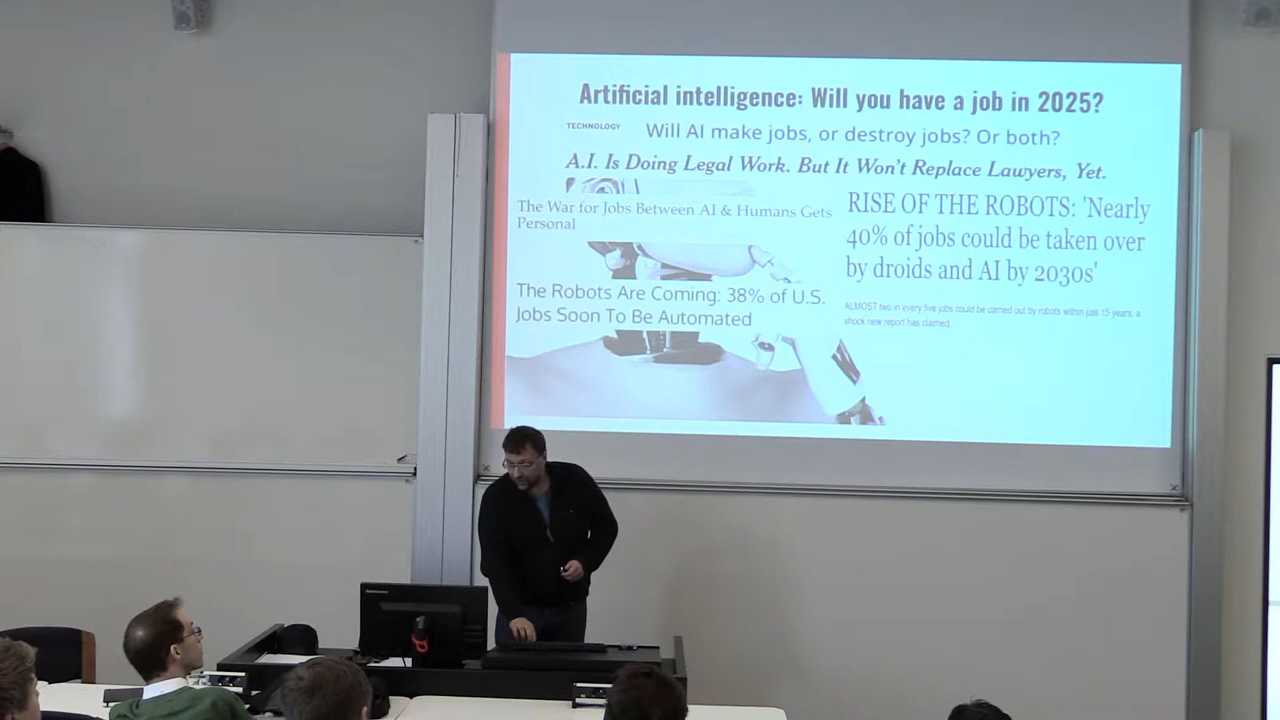 Artificial intelligence: Will you have a job in 2025?
TECHNOLOGY
Will AI make jobs, or destroy jobs? Or both?
A.I. Is Doing Legal Work. But It Won't Replace Lawyers, Yet.
The War for Jobs Between AI & Humans Gets
Personal
The Robots Are Coming: 38% of U.S.
Jobs Soon To Be Automated
RISE OF THE ROBOTS: 'Nearly
40% of jobs could be taken over
by droids and AI by 2030s'
ALMOST two in every five jobs could be carried out by robots within just 15 years, a
shock new report has claimed.